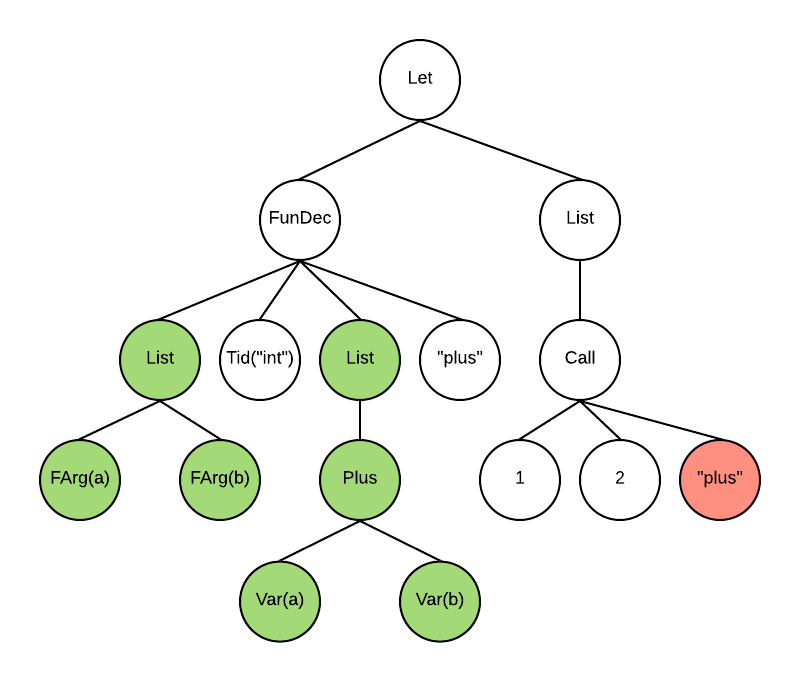 Let
FunDec
List
List
Tid("int")
List
"plus"
Call
FArg(a)
FArg(b)
Plus
1
2
"plus"
Var(a)
Var(b)